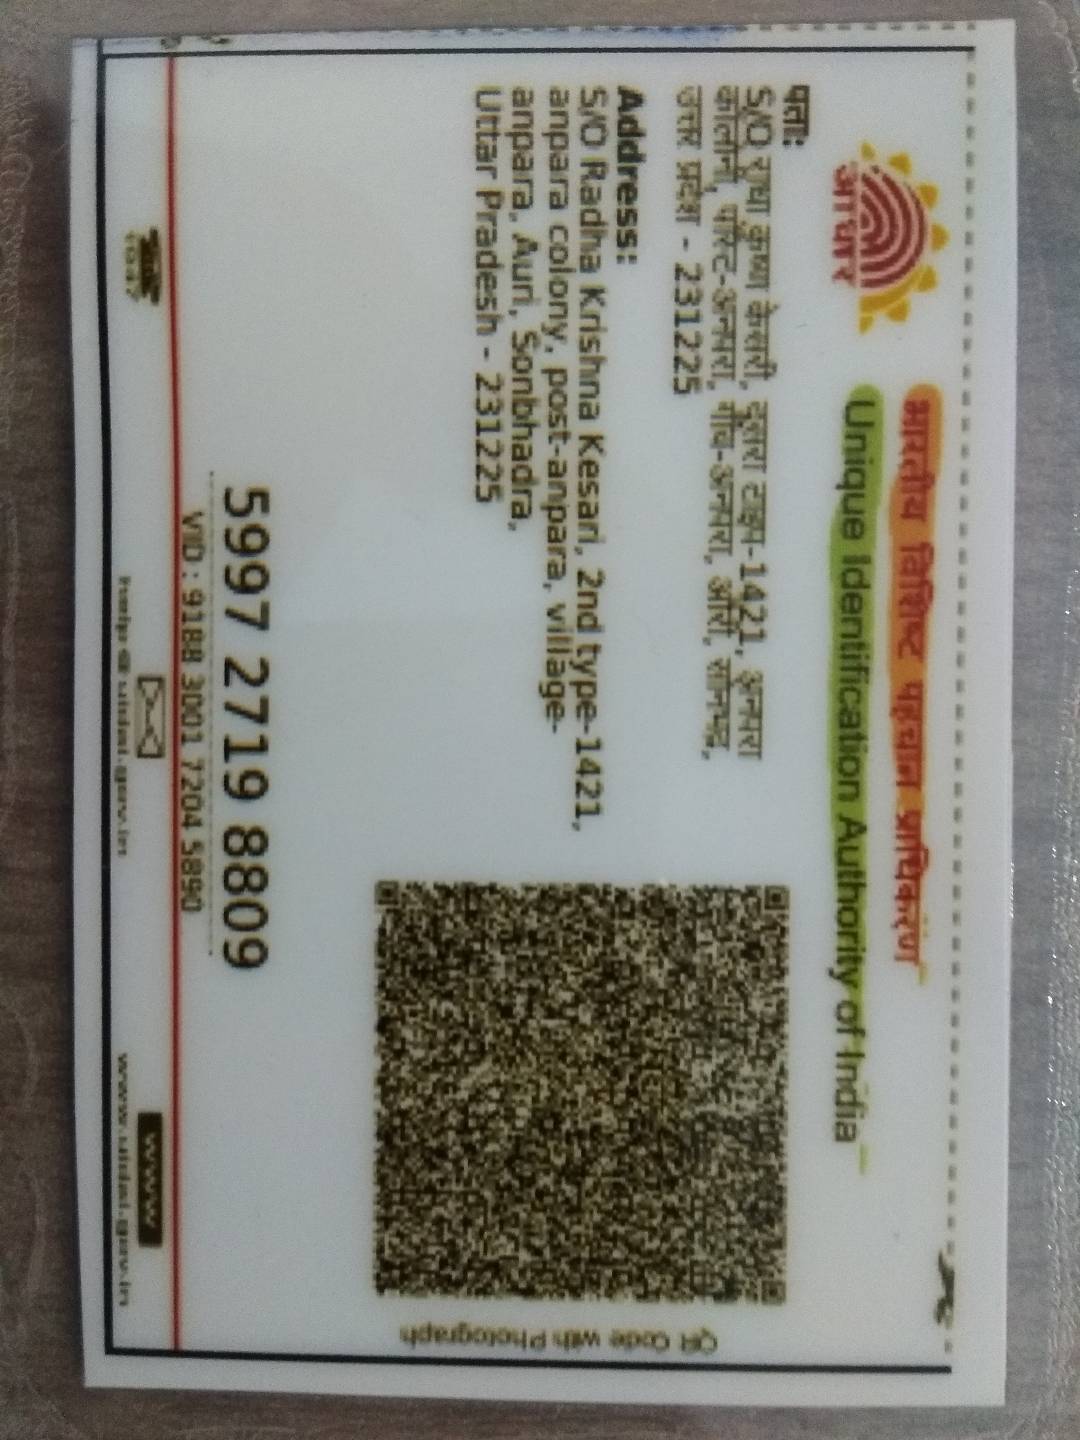 भारतीय विशिष्ट पहचान प्राधिकरण
Unique Identification Authority of India
आधार
पता:
S/O राधा कृष्ण केशरी, दूसरा टाइप-1421, अनपरा
कॉलोनी, पोस्ट-अनपरा, गाँव-अनपरा, औरी, सोनभद्र,
उत्तर प्रदेश - 231225
Address:
S/O Radha Krishna Kesari, 2nd type-1421,
anpara colony, post-anpara, village-
anpara, Auri, Sonbhadra,
Uttar Pradesh - 231225
QR Code with Photograph
5997 2719 8809
VID : 9188 3001 7204 5890
1947
help@uidai.gov.in
www
www.uidai.gov.in